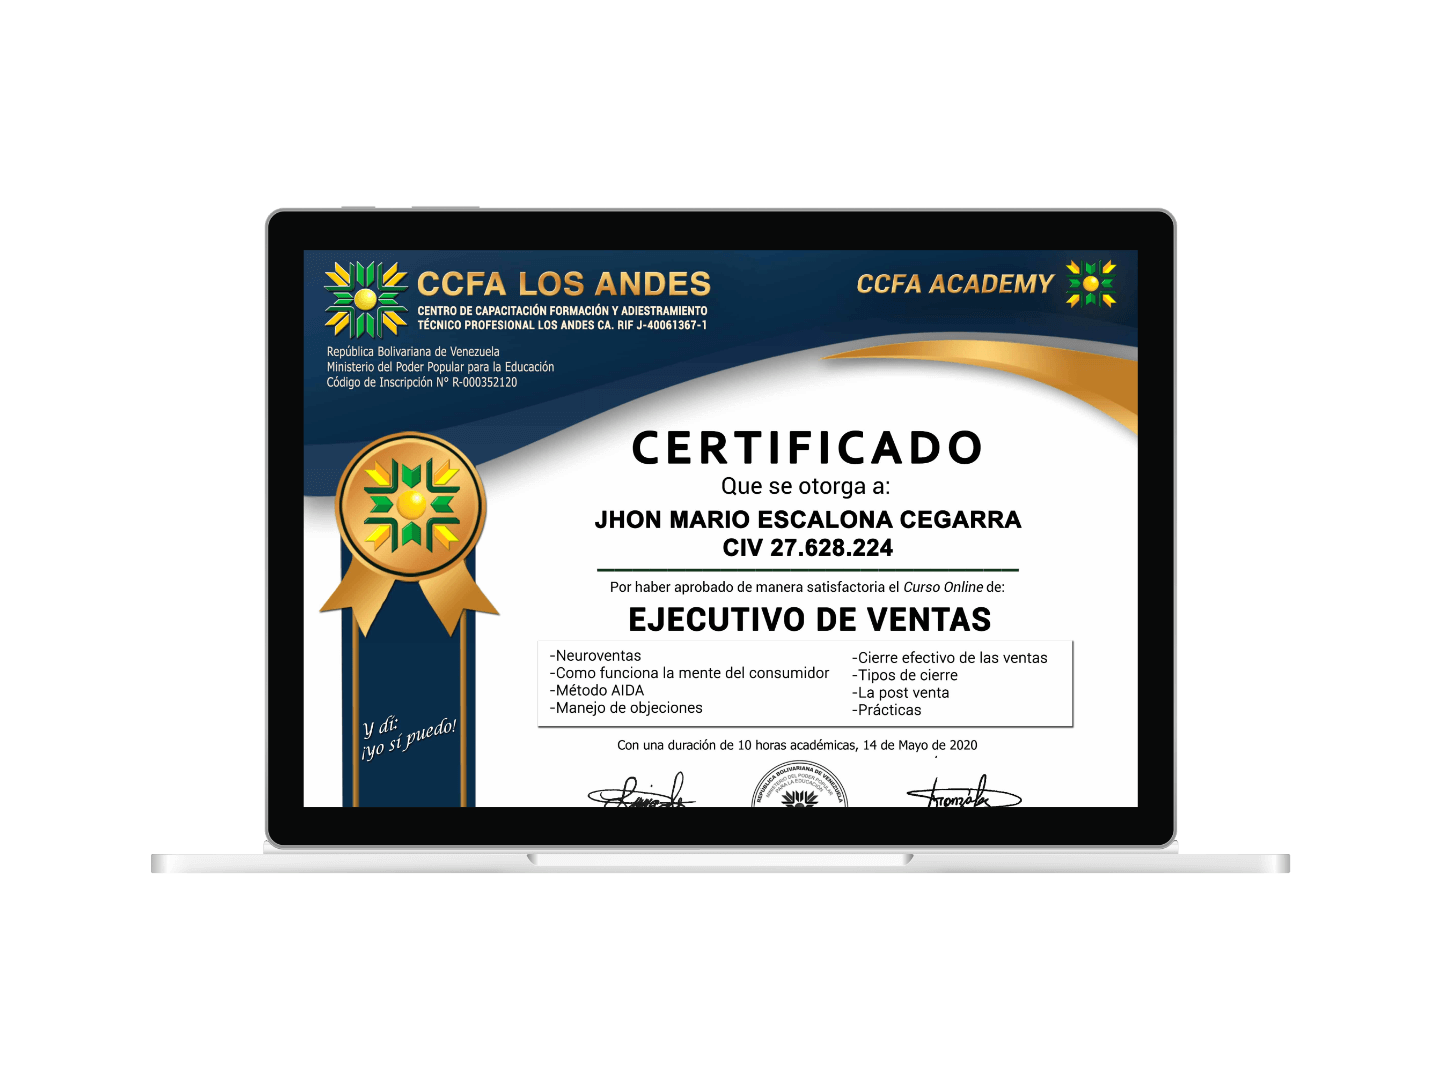 CCFA LOS ANDES
CENTRO DE CAPACITACIÓN FORMACIÓN Y ADIESTRAMIENTO
TÉCNICO PROFESIONAL LOS ANDES CA. RIF J-40061367-1
CCFA ACADEMY
República Bolivariana de Venezuela
Ministerio del Poder Popular para la Educación
Código de Inscripción Nº R-000352120
CERTIFICADO
Que se otorga a:
JHON MARIO ESCALONA CEGARRA
CIV 27.628.224
Por haber aprobado de manera satisfactoria el Curso Online de:
EJECUTIVO DE VENTAS
-Neuroventas
-Como funciona la mente del consumidor
-Método AIDA
-Manejo de objeciones
-Cierre efectivo de las ventas
-Tipos de cierre
-La post venta
-Prácticas
Y dí:
¡yo sí puedo!
Con una duración de 10 horas académicas, 14 de Mayo de 2020
REPUBLICA BOLIVARIANA DE VENEZUELA
MINISTERIO DEL PODER POPULAR
PARA LA EDUCACIÓN